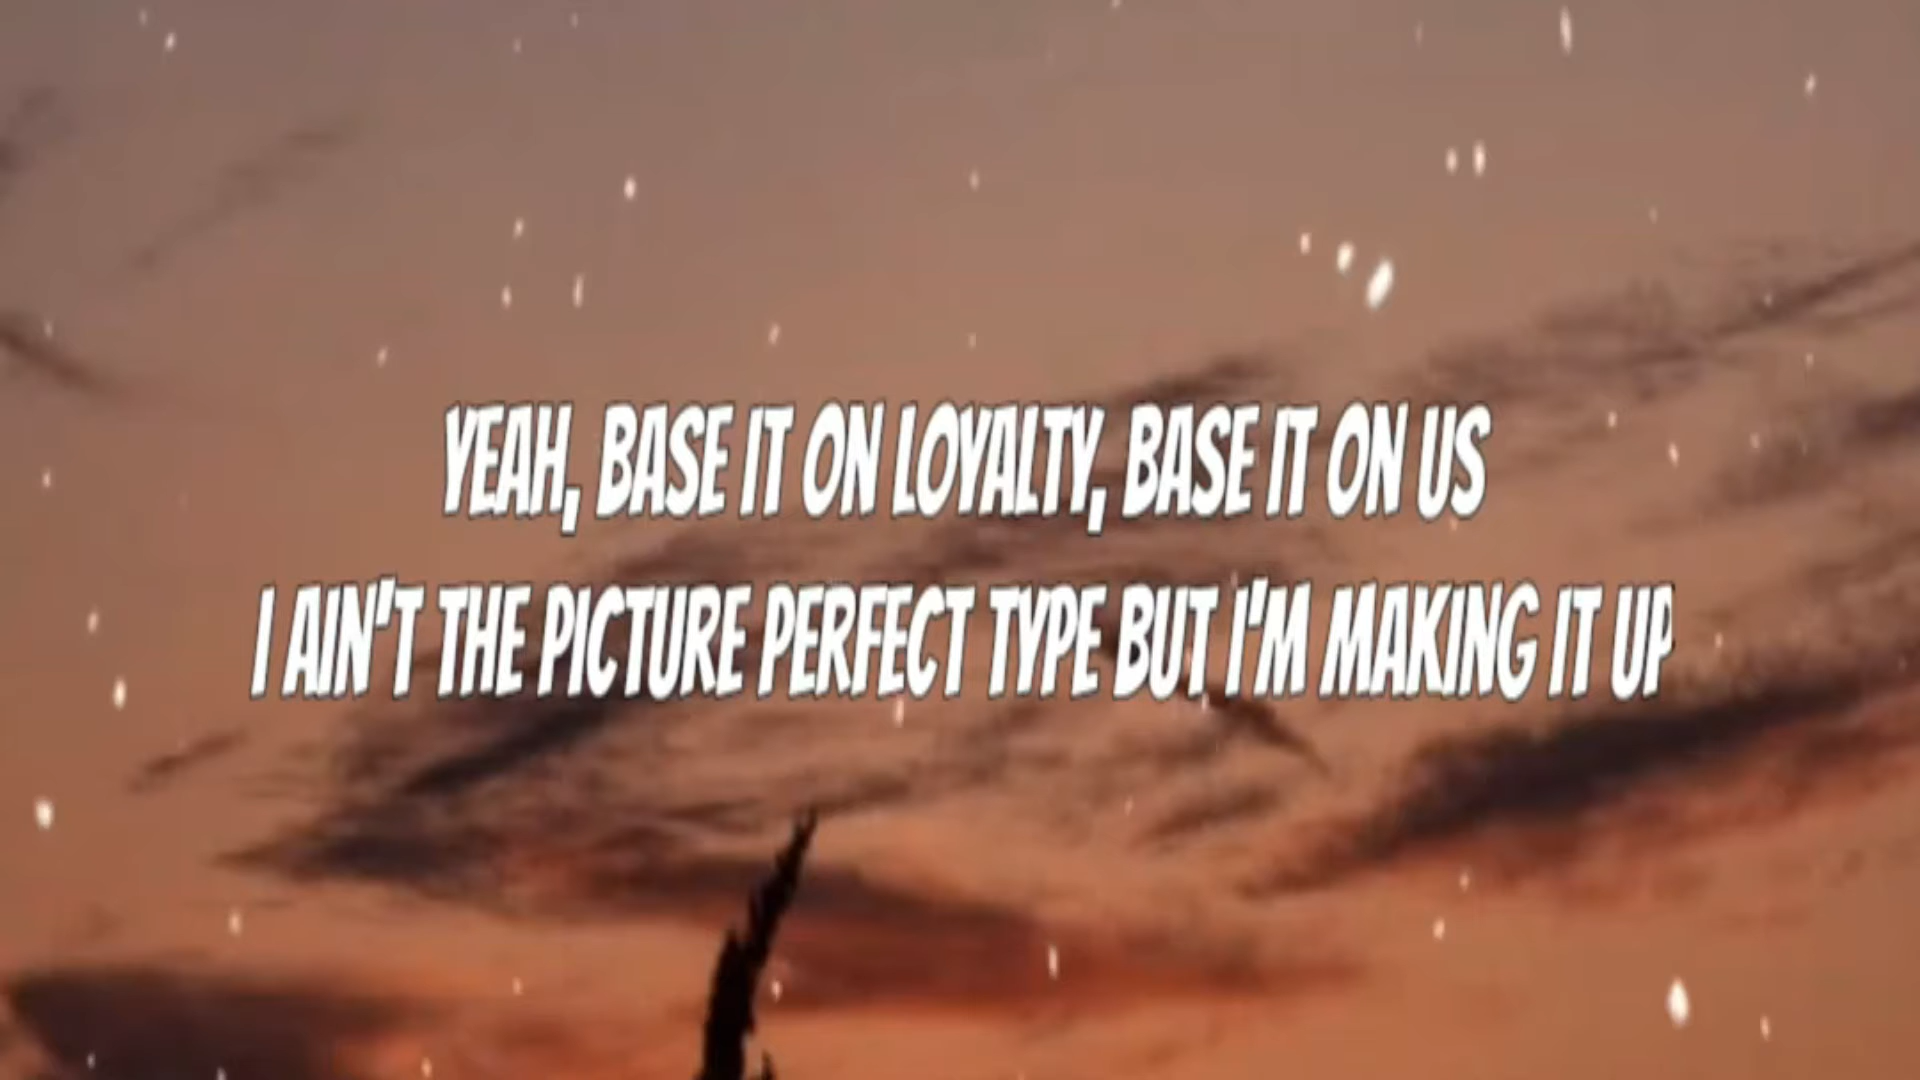 YEAH, BASE IT ON LOYALTY, BASE IT ON US
I AIN'T THE PICTURE PERFECT TYPE BUT I'M MAKING IT UP